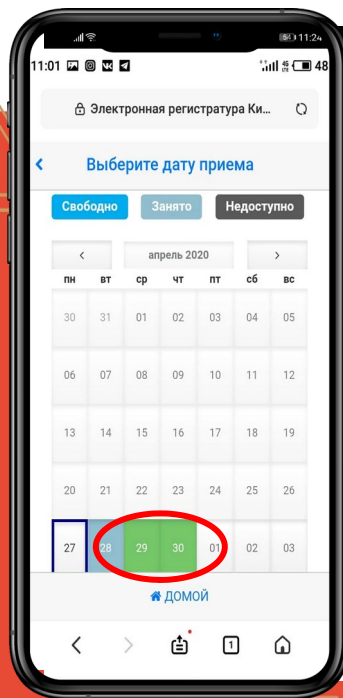 54 11:24
11:01 48
Электронная регистратура Ки...
Выберите дату приема
Свободно Занято Недоступно
< апрель 2020 >
пн вт ср чт пт сб вс
30 31 01 02 03 04 05
06 07 08 09 10 11 12
13 14 15 16 17 18 19
20 21 22 23 24 25 26
27 28 29 30 01 02 03
ДОМОЙ
1